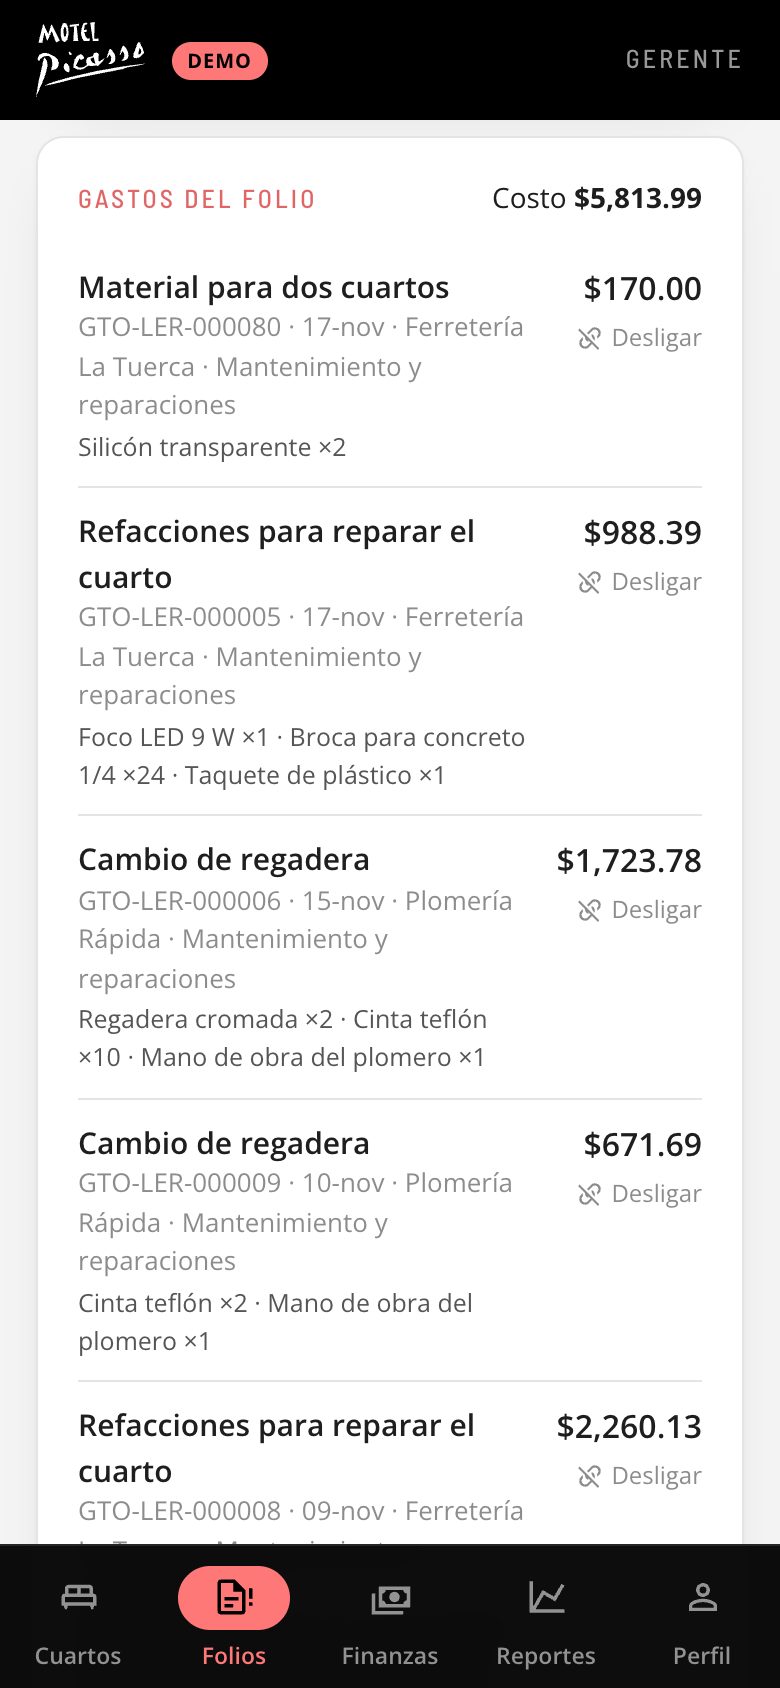 MOTEL
Picasso
DEMO
GERENTE
GASTOS DEL FOLIO
Costo $5,813.99
Material para dos cuartos
$170.00
GTO-LER-000080 · 17-nov · Ferretería
La Tuerca · Mantenimiento y
reparaciones
Desligar
Silicón transparente ×2
Refacciones para reparar el
cuarto
$988.39
GTO-LER-000005 · 17-nov · Ferretería
La Tuerca · Mantenimiento y
reparaciones
Desligar
Foco LED 9 W ×1 · Broca para concreto
1/4 ×24 · Taquete de plástico ×1
Cambio de regadera
$1,723.78
GTO-LER-000006 · 15-nov · Plomería
Rápida · Mantenimiento y
reparaciones
Desligar
Regadera cromada ×2 · Cinta teflón
×10 · Mano de obra del plomero ×1
Cambio de regadera
$671.69
GTO-LER-000009 · 10-nov · Plomería
Rápida · Mantenimiento y
reparaciones
Desligar
Cinta teflón ×2 · Mano de obra del
plomero ×1
Refacciones para reparar el
cuarto
$2,260.13
GTO-LER-000008 · 09-nov · Ferretería
Desligar
Cuartos
Folios
Finanzas
Reportes
Perfil